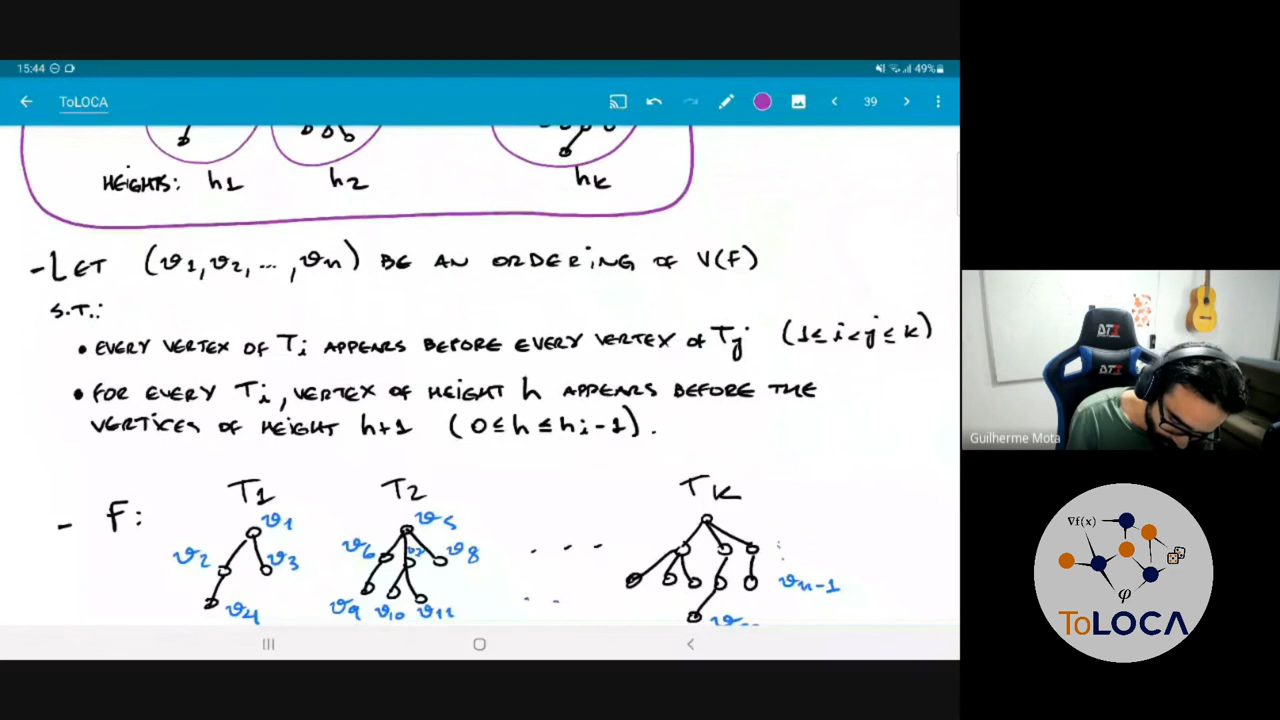 15:44
49%
ToLOCA
39
HEIGHTS: h1 h2 hK
- LET (v1, v2, ..., vn) BE AN ORDERING OF V(F)
S.T.:
• EVERY VERTEX OF Ti APPEARS BEFORE EVERY VERTEX OF Tj (1≤i<j≤k)
• FOR EVERY Ti, VERTEX OF HEIGHT h APPEARS BEFORE THE
VERTICES OF HEIGHT h+1 (0≤h≤hi-1).
- F: T1 T2 TK
v1 v5
v2 v3 v6 v8
... vn-1
v4 v9 v10 v11
DTI
DTI
Guilherme Mota
∇f(x)
φ
ToLOCA